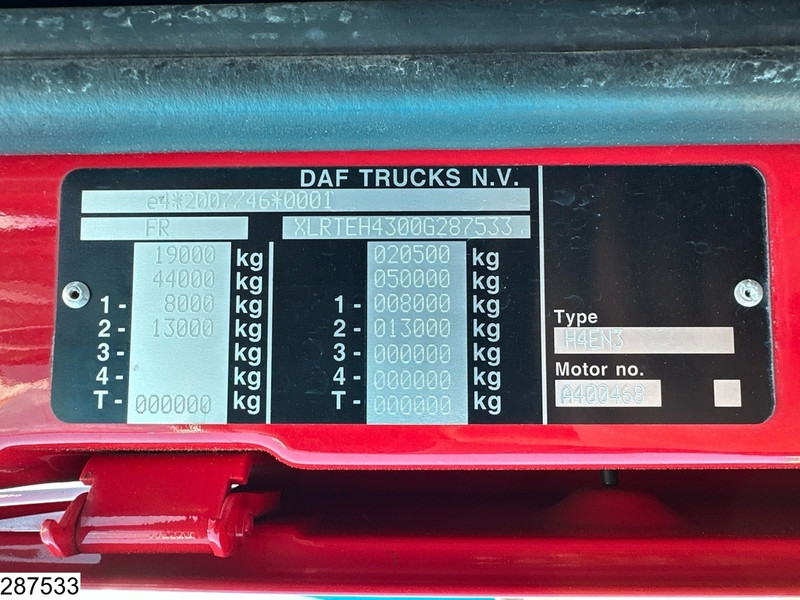 DAF TRUCKS N.V.
e4*2007/46*0001
FR XLRTEH4300G287533
19000 kg 020500 kg
44000 kg 050000 kg
1- 8000 kg 1- 008000 kg
2- 13000 kg 2- 013000 kg
3- kg 3- 000000 kg
4- kg 4- 000000 kg
T- 000000 kg T- 000000 kg
Type
H4EN3
Motor no.
A400468
287533